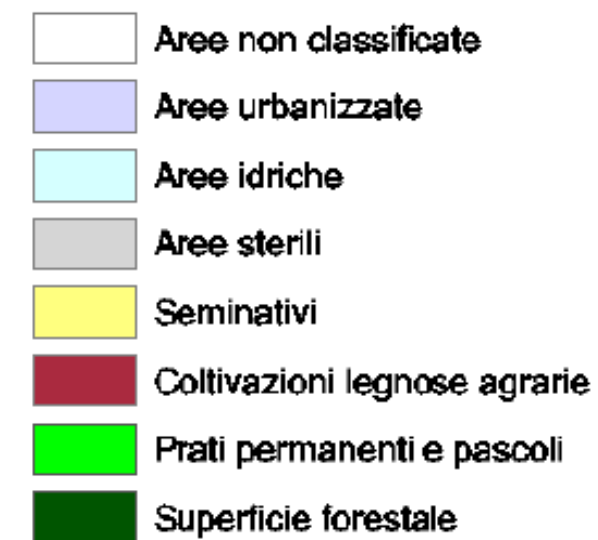 Aree non classificate
Aree urbanizzate
Aree idriche
Aree sterili
Seminativi
Coltivazioni legnose agrarie
Prati permanenti e pascoli
Superficie forestale